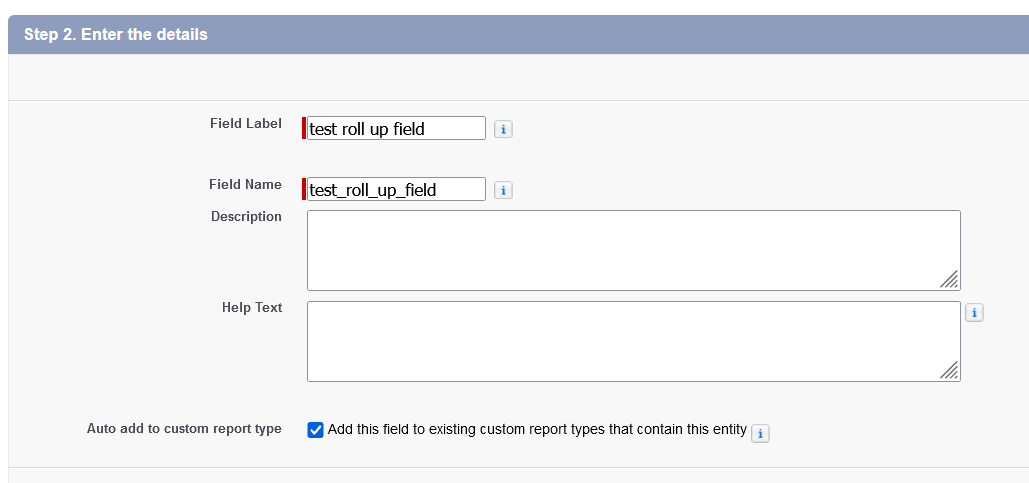 Step 2. Enter the details
Field Label test roll up field i
Field Name test_roll_up_field i
Description
Help Text i
Auto add to custom report type Add this field to existing custom report types that contain this entity i